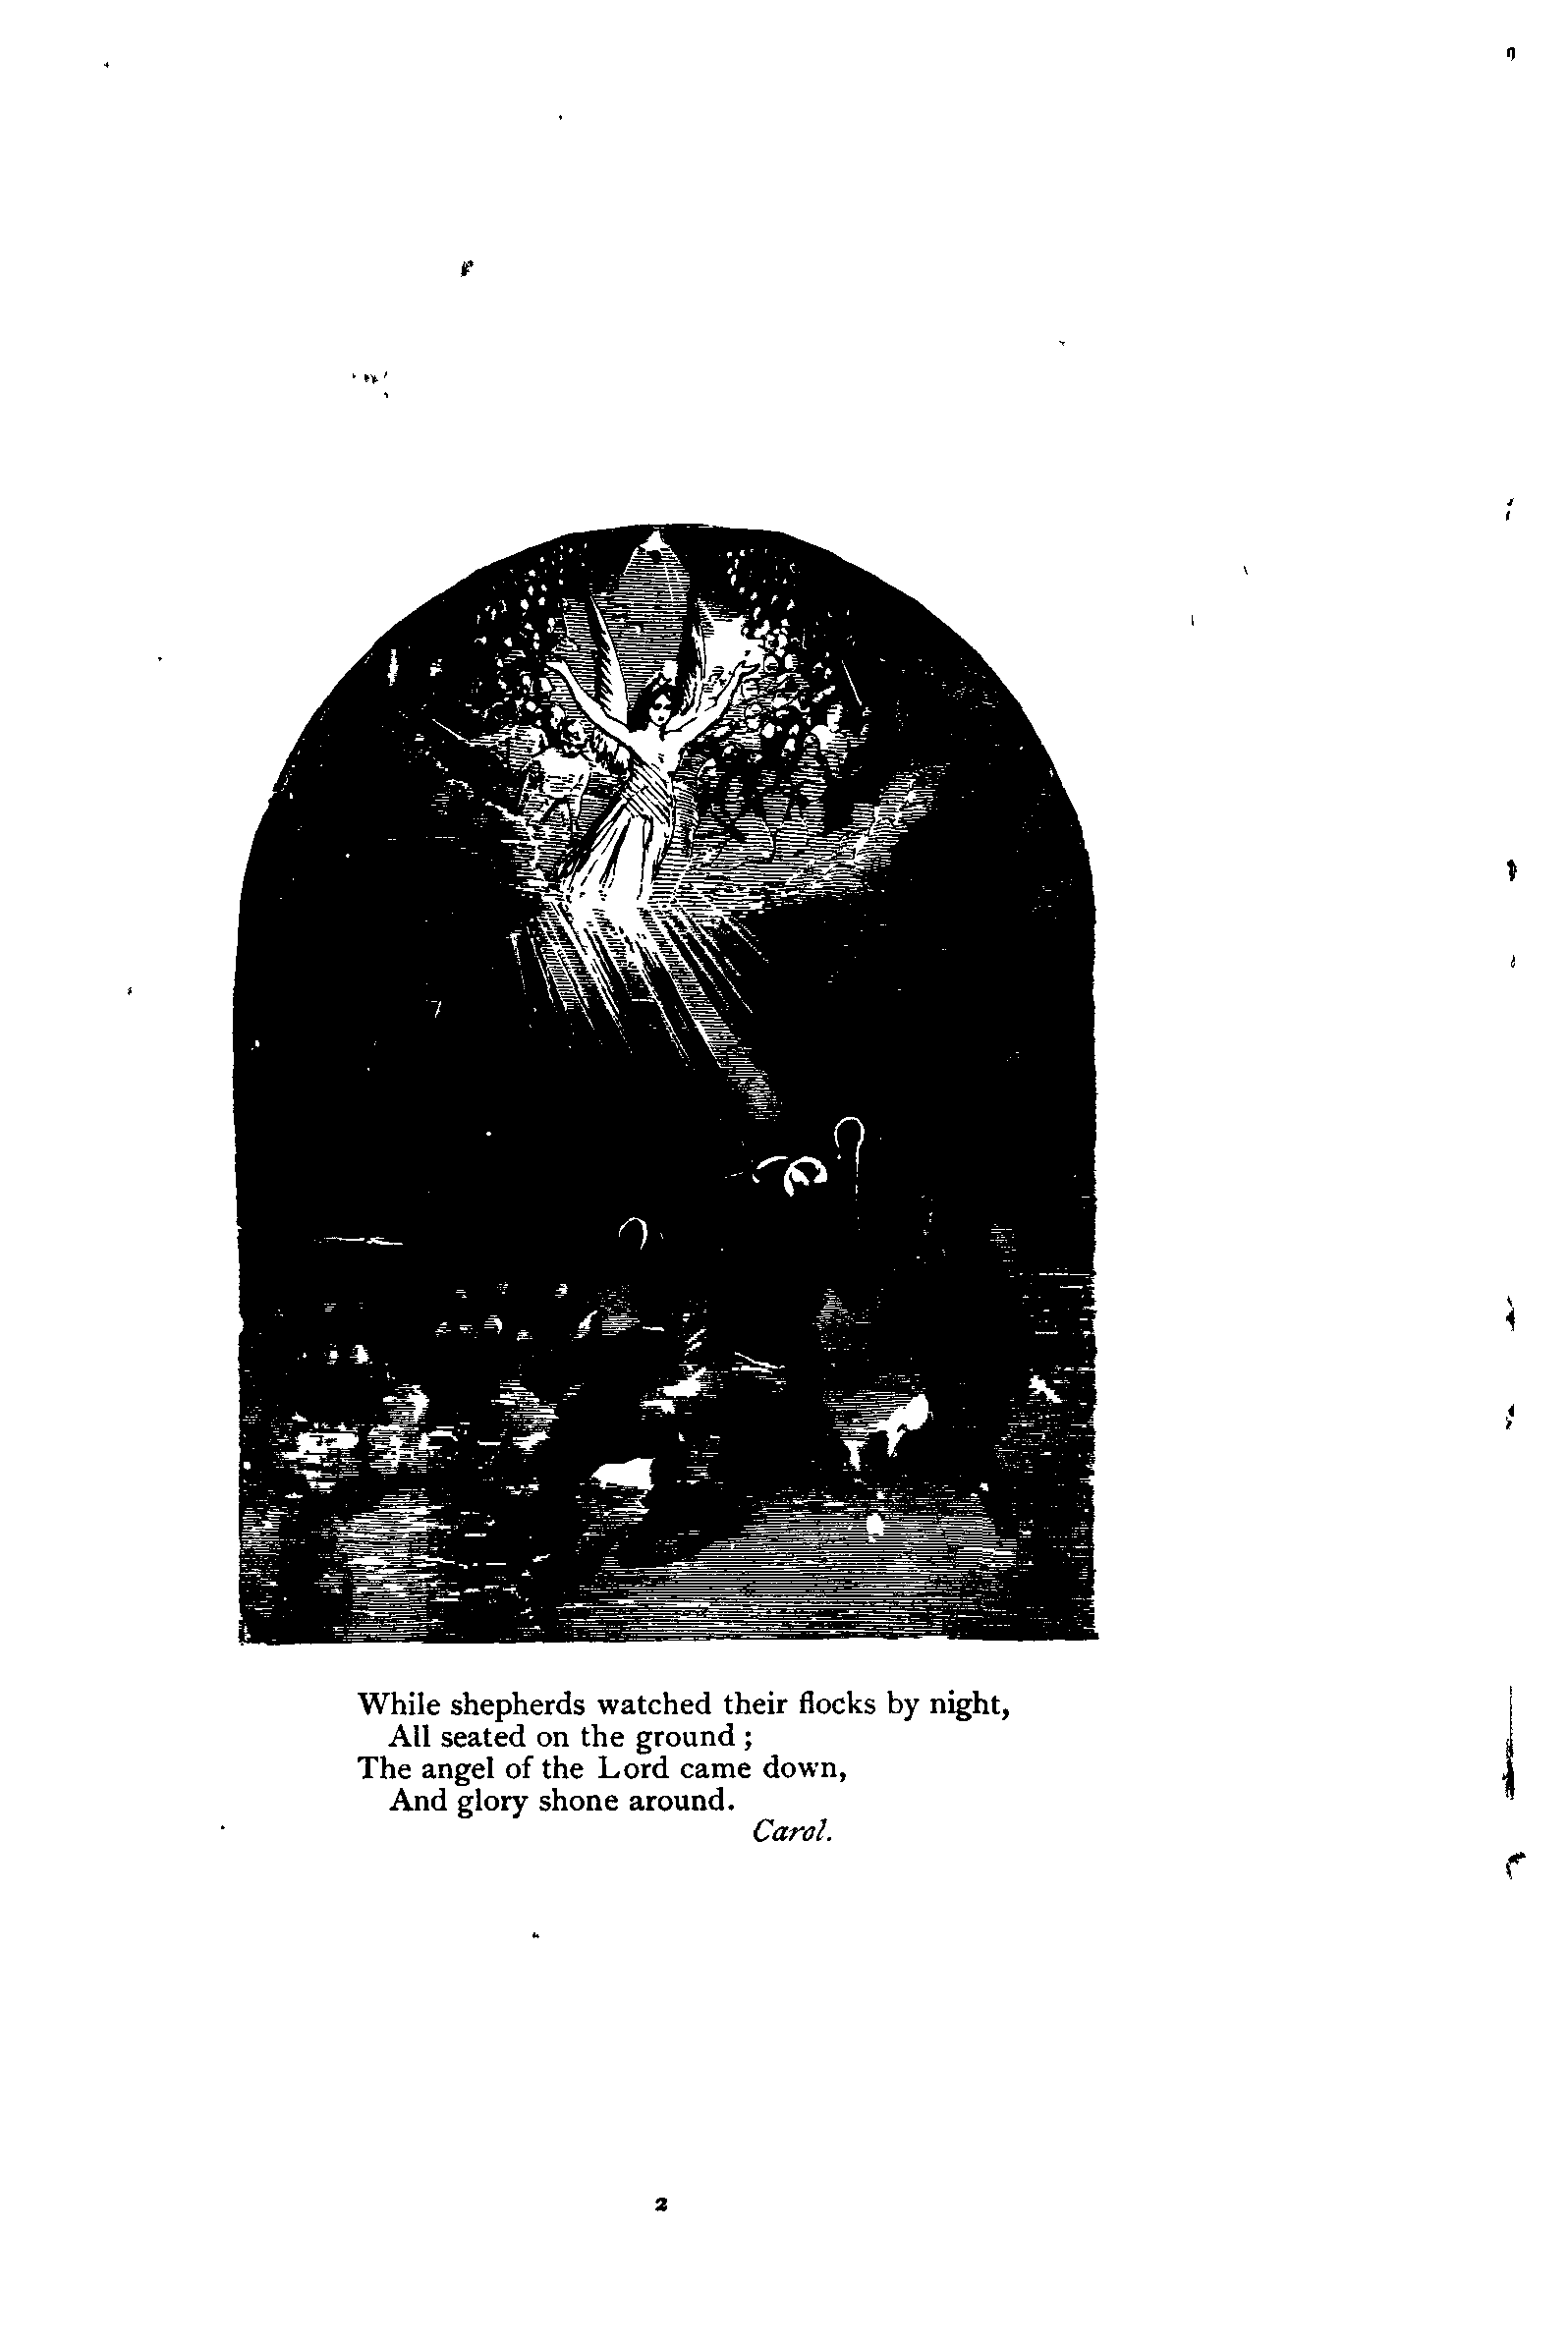 While shepherds watched their flocks by night,
All seated on the ground ;
The angel of the Lord came down,
And glory shone around.
Carol.
2